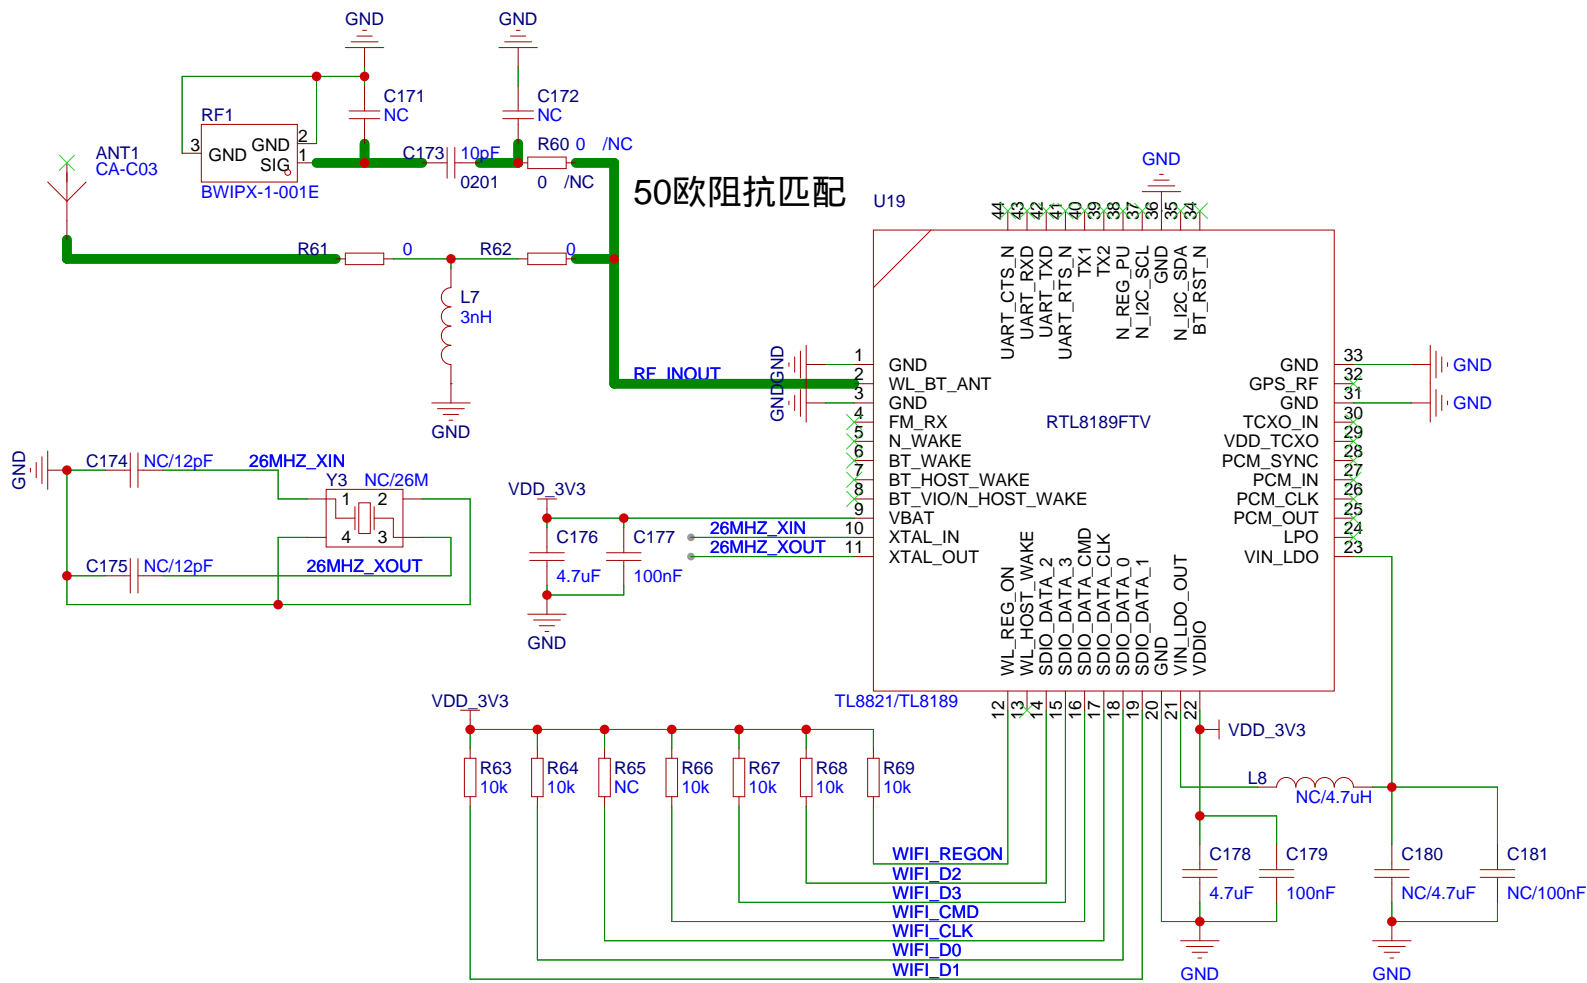 GND
GND
C171
NC
C172
NC
RF1
3
GND
GND
2
SIG
1
BWIPX-1-001E
C173
10pF
0201
R60
0 /NC
0 /NC
ANT1
CA-C03
50欧阻抗匹配
R61
0
R62
0
L7
3nH
GND
RF_INOUT
GND
C174
NC/12pF
26MHZ_XIN
Y3
NC/26M
1
2
4
3
C175
NC/12pF
26MHZ_XOUT
VDD_3V3
C176
4.7uF
C177
100nF
GND
26MHZ_XIN
26MHZ_XOUT
U19
GND
44
43
42
41
40
39
38
37
36
35
34
UART_CTS_N
UART_RXD
UART_TXD
UART_RTS_N
TX1
TX2
N_REG_PU
N_I2C_SCL
GND
N_I2C_SDA
BT_RST_N
GND
GND
1 GND
2 WL_BT_ANT
3 GND
4 FM_RX
5 N_WAKE
6 BT_WAKE
7 BT_HOST_WAKE
8 BT_VIO/N_HOST_WAKE
9 VBAT
10 XTAL_IN
11 XTAL_OUT
RTL8189FTV
GND 33
GPS_RF 32
GND 31
TCXO_IN 30
VDD_TCXO 29
PCM_SYNC 28
PCM_IN 27
PCM_CLK 26
PCM_OUT 25
LPO 24
VIN_LDO 23
GND
GND
WL_REG_ON
WL_HOST_WAKE
SDIO_DATA_2
SDIO_DATA_3
SDIO_DATA_CMD
SDIO_DATA_CLK
SDIO_DATA_0
SDIO_DATA_1
GND
VIN_LDO_OUT
VDDIO
TL8821/TL8189
12
13
14
15
16
17
18
19
20
21
22
VDD_3V3
R63
10k
R64
10k
R65
NC
R66
10k
R67
10k
R68
10k
R69
10k
WIFI_REGON
WIFI_D2
WIFI_D3
WIFI_CMD
WIFI_CLK
WIFI_D0
WIFI_D1
VDD_3V3
L8
NC/4.7uH
C178
4.7uF
C179
100nF
C180
NC/4.7uF
C181
NC/100nF
GND
GND